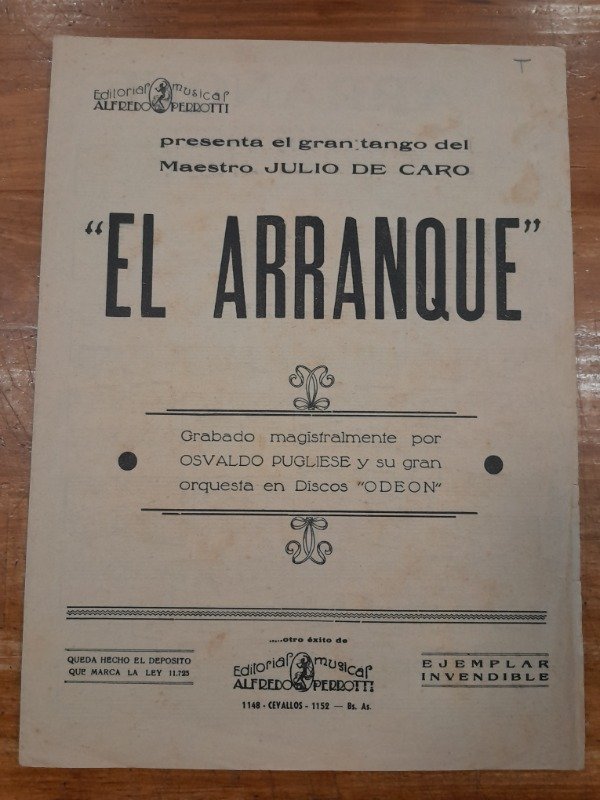 T
Editorial musical
ALFREDO PERROTTI
presenta el gran tango del
Maestro JULIO DE CARO
"EL ARRANQUE"
Grabado magistralmente por
OSVALDO PUGLIESE y su gran
orquesta en Discos "ODEON"
.....otro éxito de
QUEDA HECHO EL DEPOSITO
QUE MARCA LA LEY 11.723
Editorial musical
ALFREDO PERROTTI
1148 - CEVALLOS - 1152 — Bs. As.
EJEMPLAR
INVENDIBLE